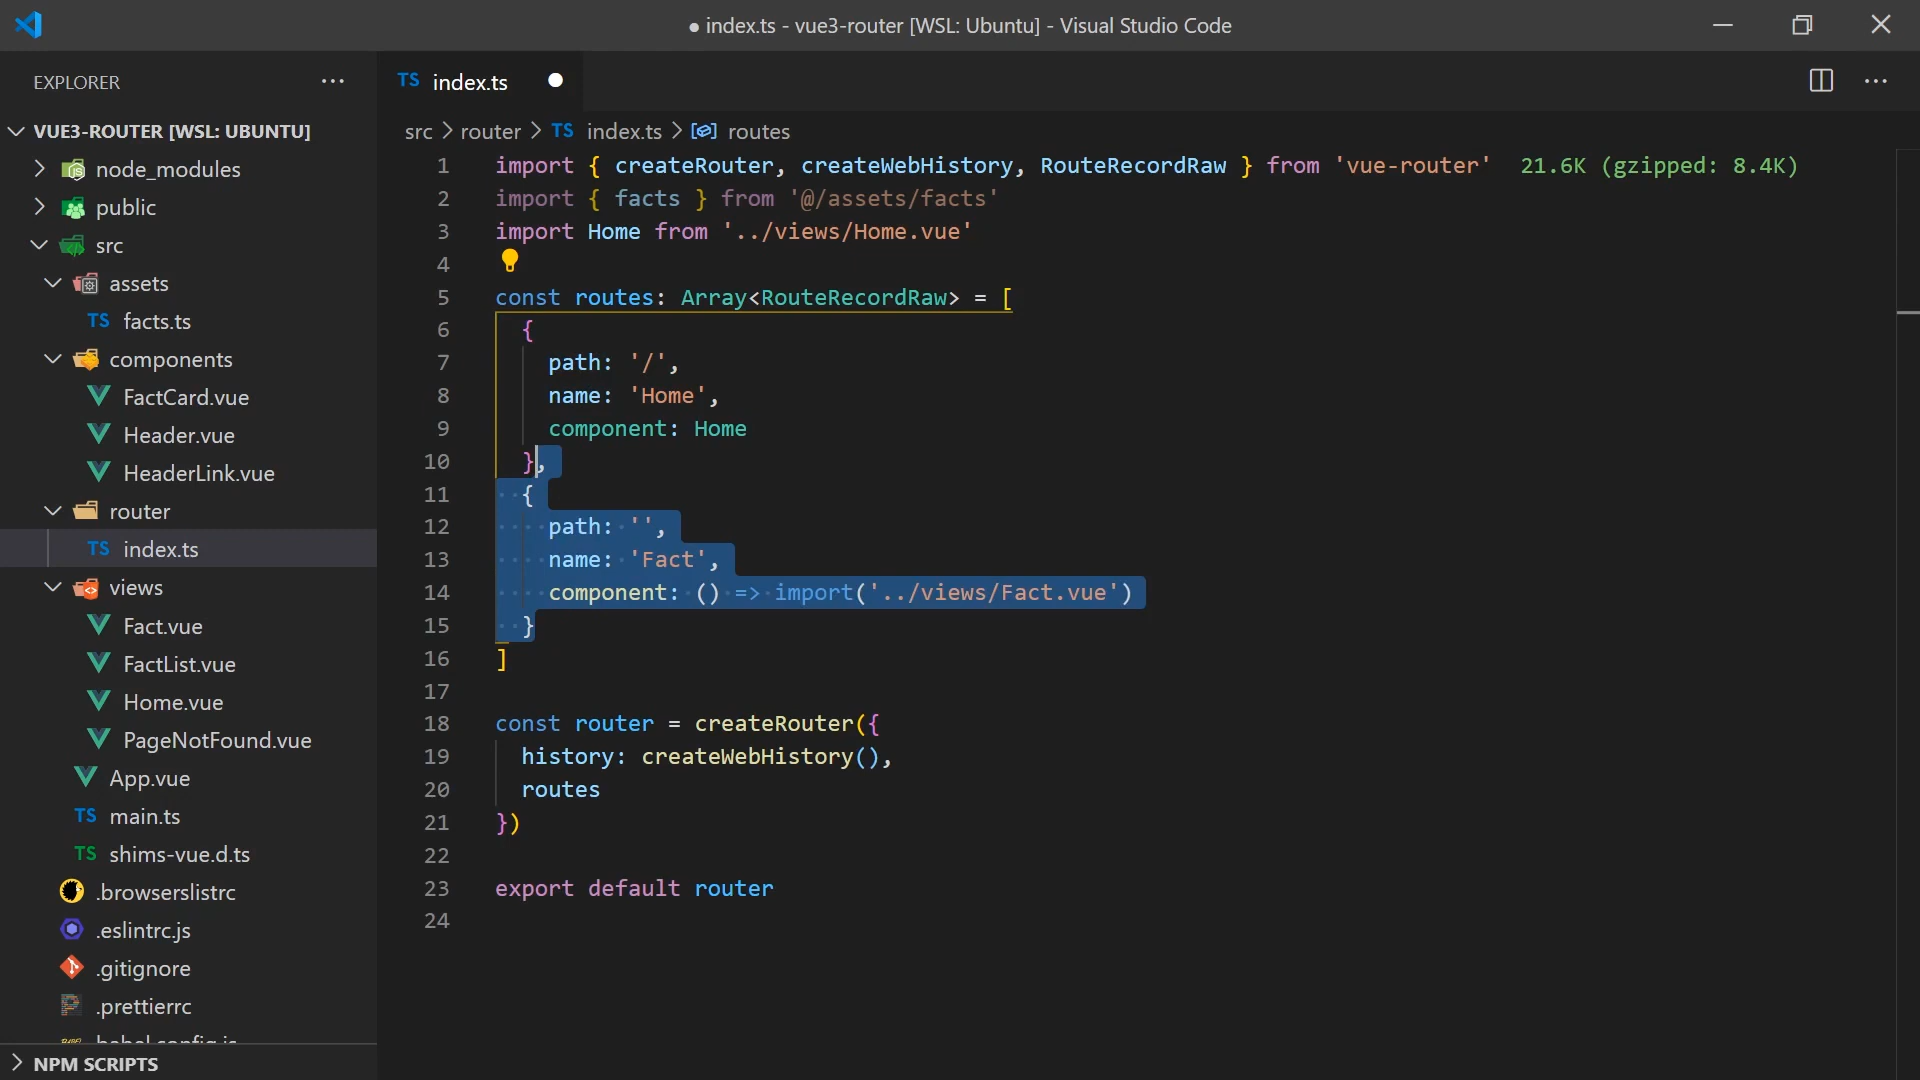 ● index.ts - vue3-router [WSL: Ubuntu] - Visual Studio Code
EXPLORER
VUE3-ROUTER [WSL: UBUNTU]
node_modules
public
src
assets
TS facts.ts
components
FactCard.vue
Header.vue
HeaderLink.vue
router
TS index.ts
views
Fact.vue
FactList.vue
Home.vue
PageNotFound.vue
App.vue
TS main.ts
TS shims-vue.d.ts
.browserslistrc
.eslintrc.js
.gitignore
.prettierrc
babel.config.js
NPM SCRIPTS
TS index.ts
src > router > TS index.ts > routes
1 import { createRouter, createWebHistory, RouteRecordRaw } from 'vue-router' 21.6K (gzipped: 8.4K)
2 import { facts } from '@/assets/facts'
3 import Home from '../views/Home.vue'
4
5 const routes: Array<RouteRecordRaw> = [
6 {
7 path: '/',
8 name: 'Home',
9 component: Home
10 },
11 {
12 path: '',
13 name: 'Fact',
14 component: () => import('../views/Fact.vue')
15 }
16 ]
17
18 const router = createRouter({
19 history: createWebHistory(),
20 routes
21 })
22
23 export default router
24